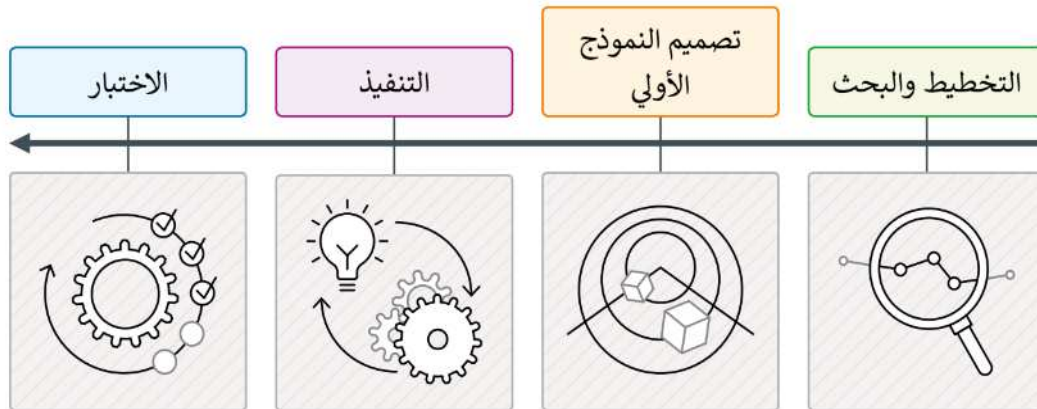 التخطيط والبحث
تصميم النموذج
الأولي
التنفيذ
الاختبار